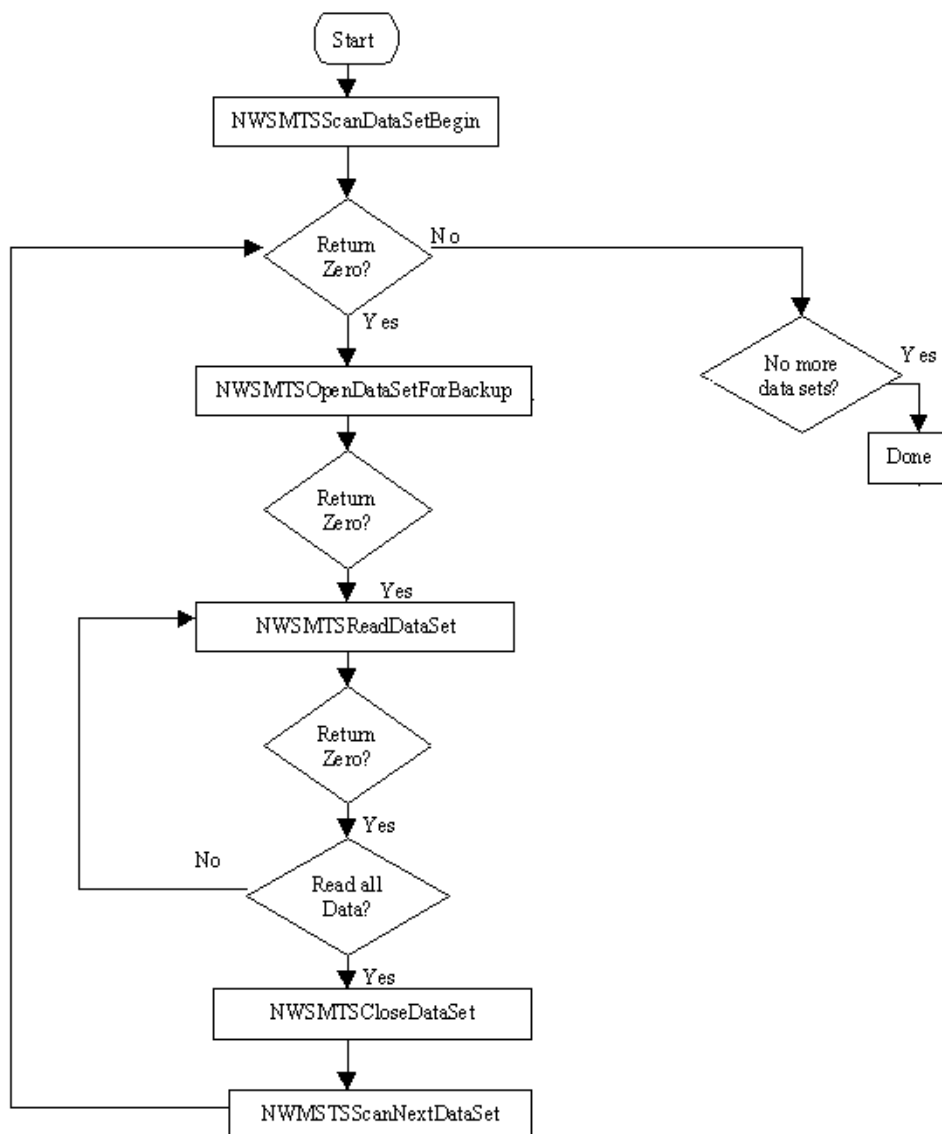 Start
NWSMTSScanDataSetBegin
Return
Zero?
No
Yes
No more
data sets?
Yes
Done
NWSMTSOpenDataSetForBackup
Return
Zero?
Yes
NWSMTSReadDataSet
Return
Zero?
Yes
No
Read all
Data?
Yes
NWSMTSCloseDataSet
NWMSTSScanNextDataSet